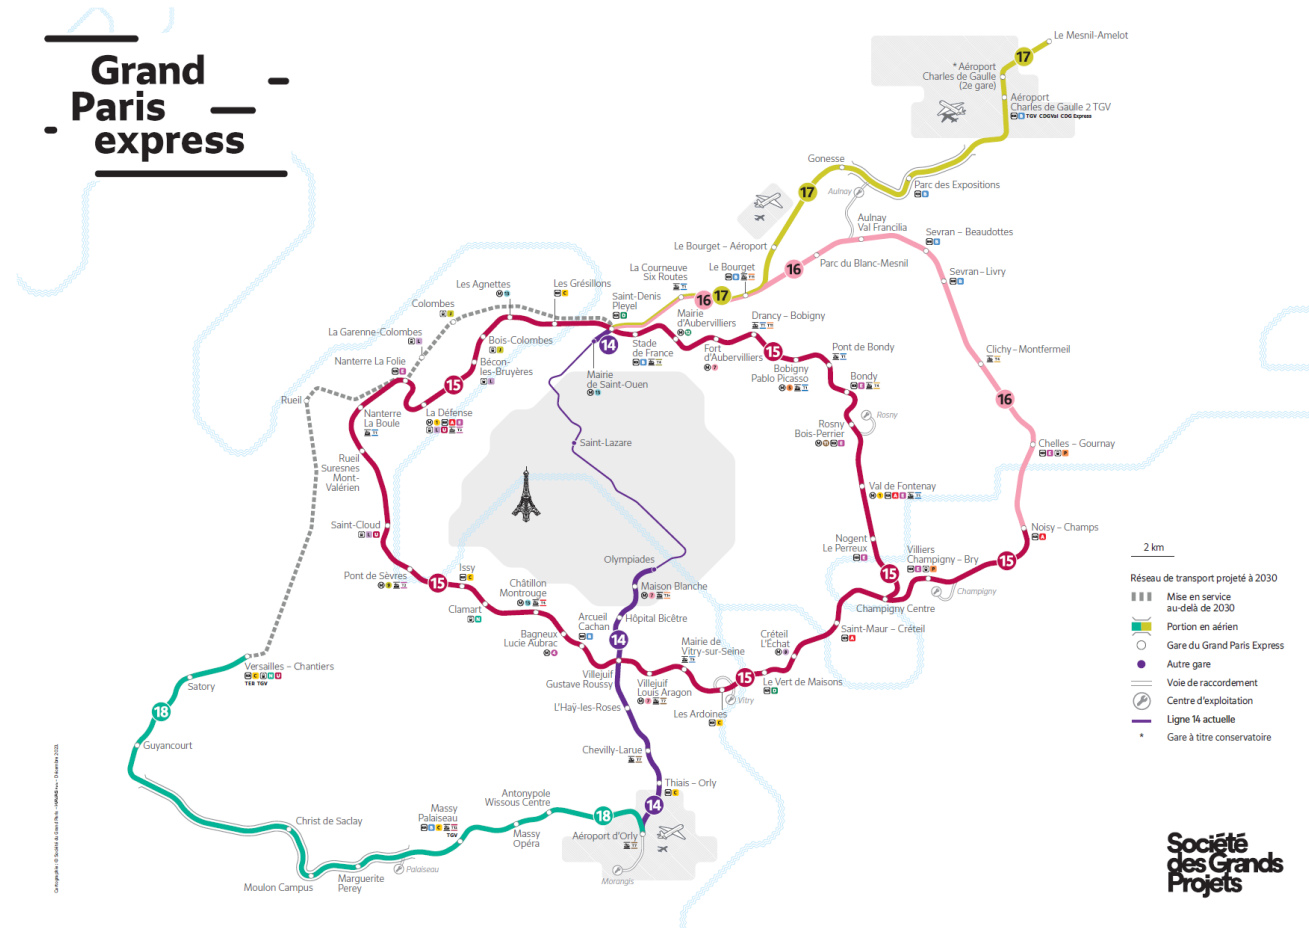 Grand
Paris
express
Le Mesnil-Amelot
17
* Aéroport
Charles de Gaulle
(2e gare)
Aéroport
Charles de Gaulle 2 TGV
TGV CDGVal CDG Express
Gonesse
17
Aulnay
Parc des Expositions
Aulnay
Val Francilia
Sevran – Beaudottes
Le Bourget – Aéroport
Parc du Blanc-Mesnil
16
Sevran – Livry
La Courneuve
Six Routes
Le Bourget
16
17
Les Agnettes
Les Grésillons
Saint-Denis
Pleyel
Colombes
Mairie
d'Aubervilliers
Drancy – Bobigny
La Garenne-Colombes
Bois-Colombes
14
Stade
de France
Fort
d'Aubervilliers
15
Pont de Bondy
Clichy – Montfermeil
Nanterre La Folie
Bécon-
les-Bruyères
Mairie
de Saint-Ouen
Bobigny
Pablo Picasso
Bondy
15
Rueil
16
Nanterre
La Boule
La Défense
Rosny
Rosny
Bois-Perrier
Saint-Lazare
Chelles – Gournay
Rueil
Suresnes
Mont-
Valérien
Val de Fontenay
Saint-Cloud
Noisy – Champs
Nogent
Le Perreux
Villiers
Champigny – Bry
2 km
Olympiades
15
15
Pont de Sèvres
15
Issy
Châtillon
Montrouge
Maison Blanche
Champigny
Réseau de transport projeté à 2030
Mise en service
au-delà de 2030
Clamart
Champigny Centre
Arcueil
Cachan
Hôpital Bicêtre
Portion en aérien
Bagneux
Lucie Aubrac
14
Mairie de
Vitry-sur-Seine
Créteil
L'Échat
Saint-Maur – Créteil
Gare du Grand Paris Express
Autre gare
Versailles – Chantiers
TER TGV
Villejuif
Gustave Roussy
Villejuif
Louis Aragon
15
Le Vert de Maisons
Voie de raccordement
Satory
Vitry
Centre d'exploitation
18
L'Haÿ-les-Roses
Les Ardoines
Ligne 14 actuelle
* Gare à titre conservatoire
Guyancourt
Chevilly-Larue
Thiais – Orly
Antonypole
Wissous Centre
14
18
Massy
Palaiseau
TGV
Christ de Saclay
Massy
Opéra
Aéroport d'Orly
Palaiseau
Morangis
Moulon Campus
Marguerite
Perey
Société
des Grands
Projets